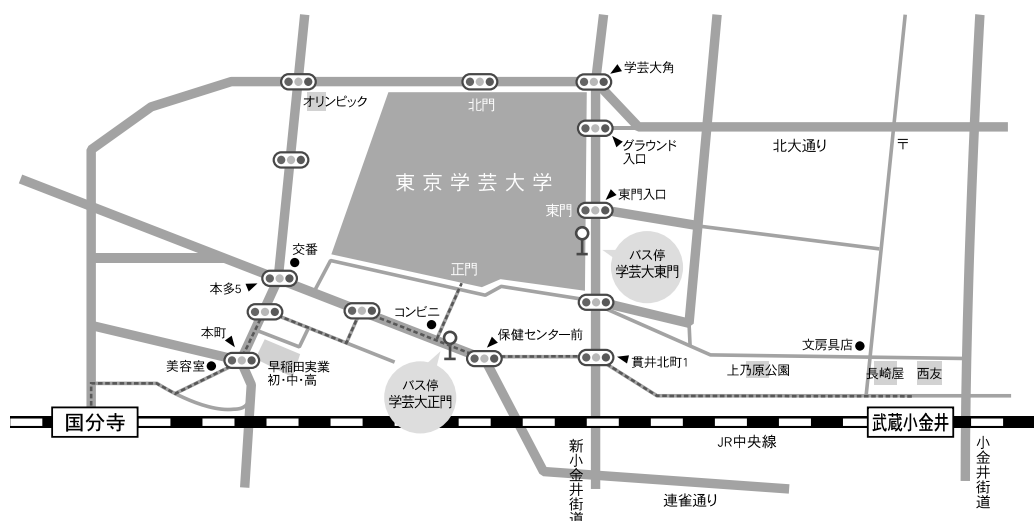 学芸大角
オリンピック
北門
グラウンド
入口
北大通り
〒
東京学芸大学
東門入口
東門
バス停
学芸大東門
交番
正門
本多5
コンビニ
本町
保健センター前
美容室
早稲田実業
初・中・高
貫井北町1
文房具店
上乃原公園
長崎屋
西友
バス停
学芸大正門
国分寺
武蔵小金井
JR中央線
新小金井街道
小金井街道
連雀通り